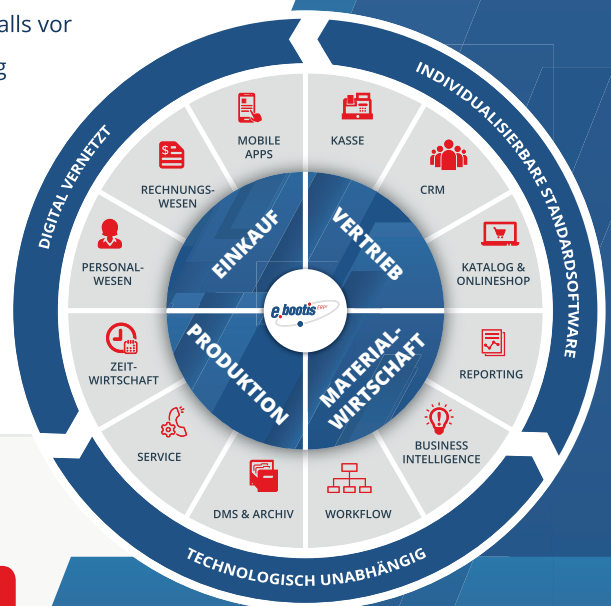 alls vor
g
DIGITAL VERNETZT
INDIVIDUALISIERBARE STANDARDSOFTWARE
TECHNOLOGISCH UNABHÄNGIG
MOBILE
APPS
KASSE
CRM
KATALOG &
ONLINESHOP
REPORTING
BUSINESS
INTELLIGENCE
WORKFLOW
DMS & ARCHIV
SERVICE
ZEIT-
WIRTSCHAFT
PERSONAL-
WESEN
RECHNUNGS-
WESEN
EINKAUF
VERTRIEB
MATERIAL-
WIRTSCHAFT
PRODUKTION
e.bootis ERP